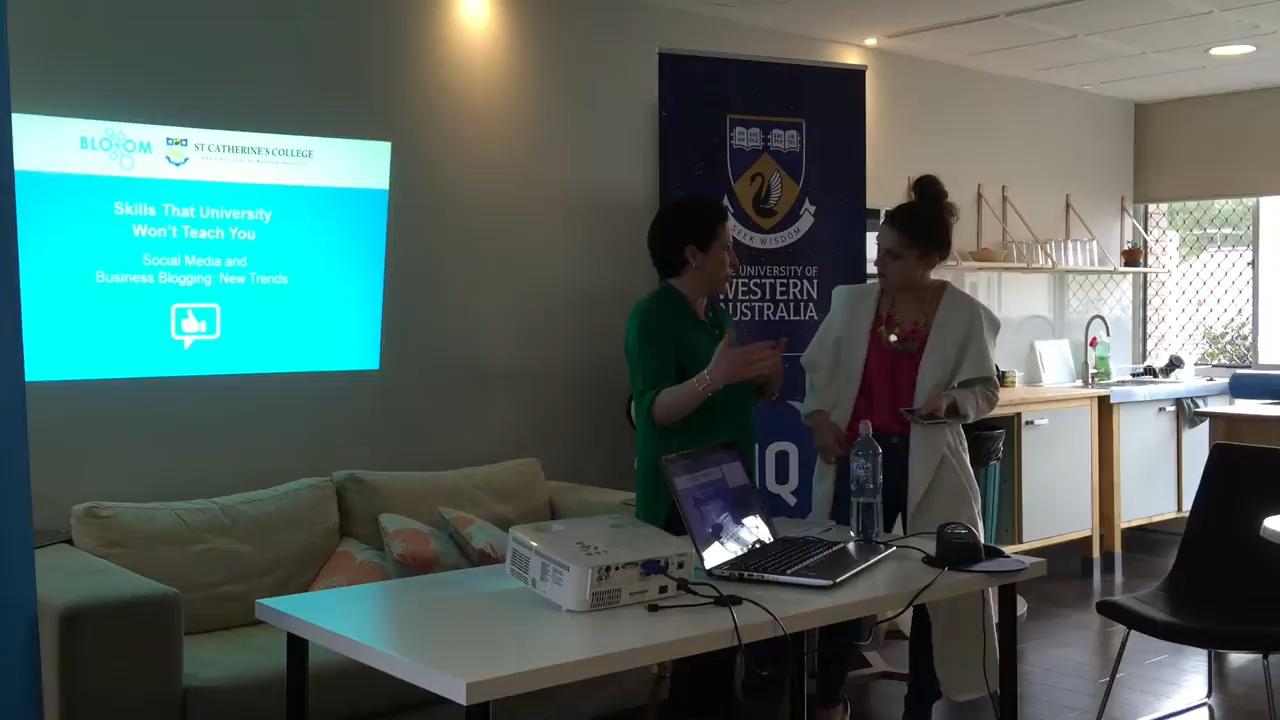 BLOOM
ST CATHERINE'S COLLEGE
Skills That University
Won't Teach You
Social Media and
Business Blogging: New Trends
SEEK WISDOM
UNIVERSITY OF
WESTERN
AUSTRALIA
IQ